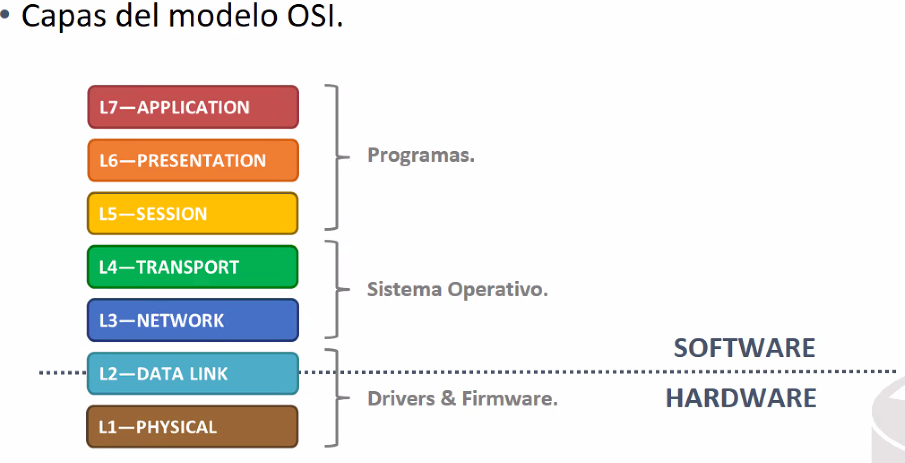 • Capas del modelo OSI.
L7—APPLICATION
L6—PRESENTATION
Programas.
L5—SESSION
L4—TRANSPORT
Sistema Operativo.
L3—NETWORK
SOFTWARE
L2—DATA LINK
HARDWARE
Drivers & Firmware.
L1—PHYSICAL